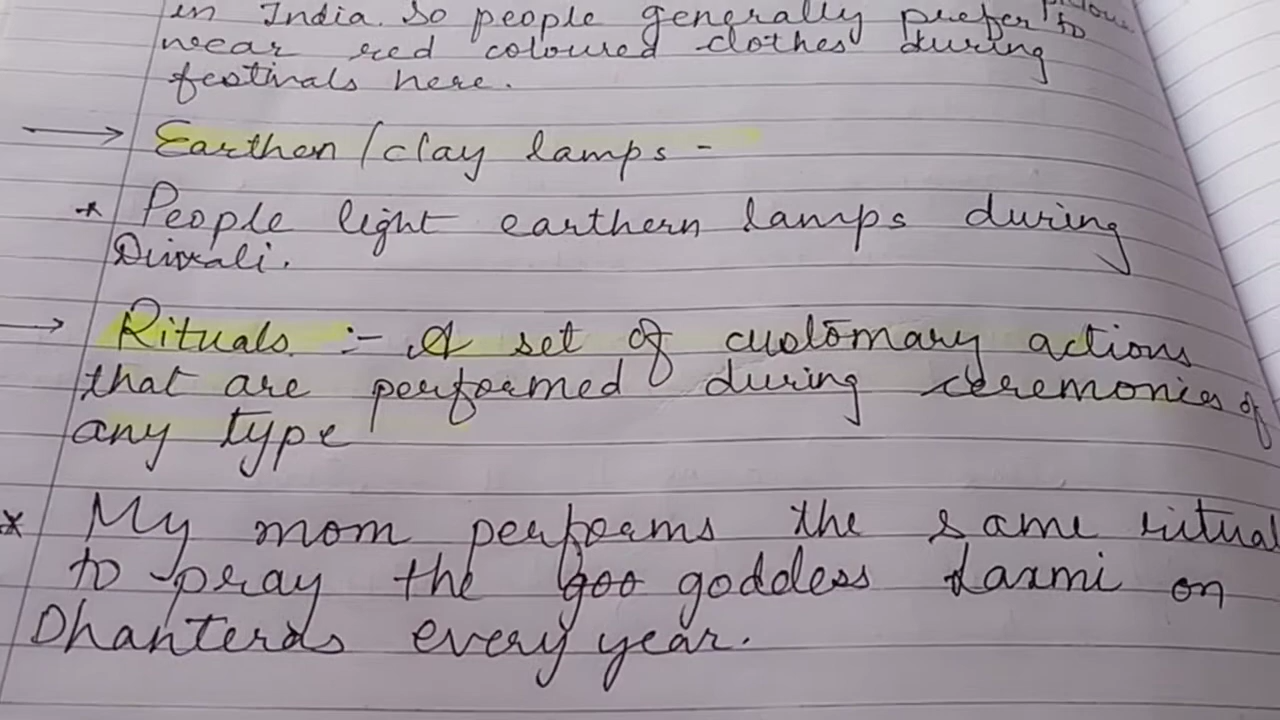 in India. So people generally prefer to
wear red coloured clothes during
festivals here.
→ Earthen/clay lamps -
* People light earthern lamps during
Diwali.
→ Rituals :- A set of customary actions
that are performed during ceremonies of
any type
* My mom performs the same ritual
to pray the goo goddess Laxmi on
Dhanteras every year.